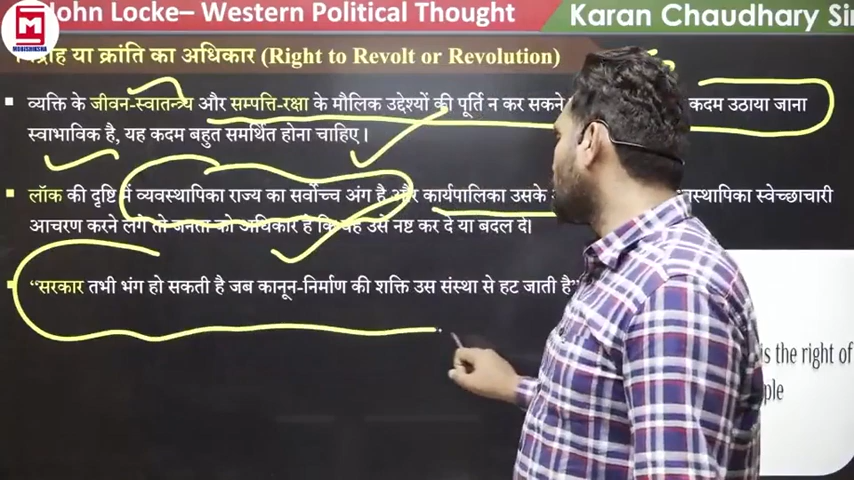 John Locke– Western Political Thought
Karan Chaudhary Sir
MOBISHIKSHA
या क्रांति का अधिकार (Right to Revolt or Revolution)
व्यक्ति के जीवन-स्वातन्त्र्य और सम्पत्ति-रक्षा के मौलिक उद्देश्यों की पूर्ति न कर सकने कदम उठाया जाना
स्वाभाविक है, यह कदम बहुत समर्थित होना चाहिए।
लॉक की दृष्टि में व्यवस्थापिका राज्य का सर्वोच्च अंग है और कार्यपालिका उसके स्वेच्छाचारी
आचरण करने लगे तो जनता को अधिकार है कि वह उसे नष्ट कर दे या बदल दे।
“सरकार तभी भंग हो सकती है जब कानून-निर्माण की शक्ति उस संस्था से हट जाती है”
is the right of